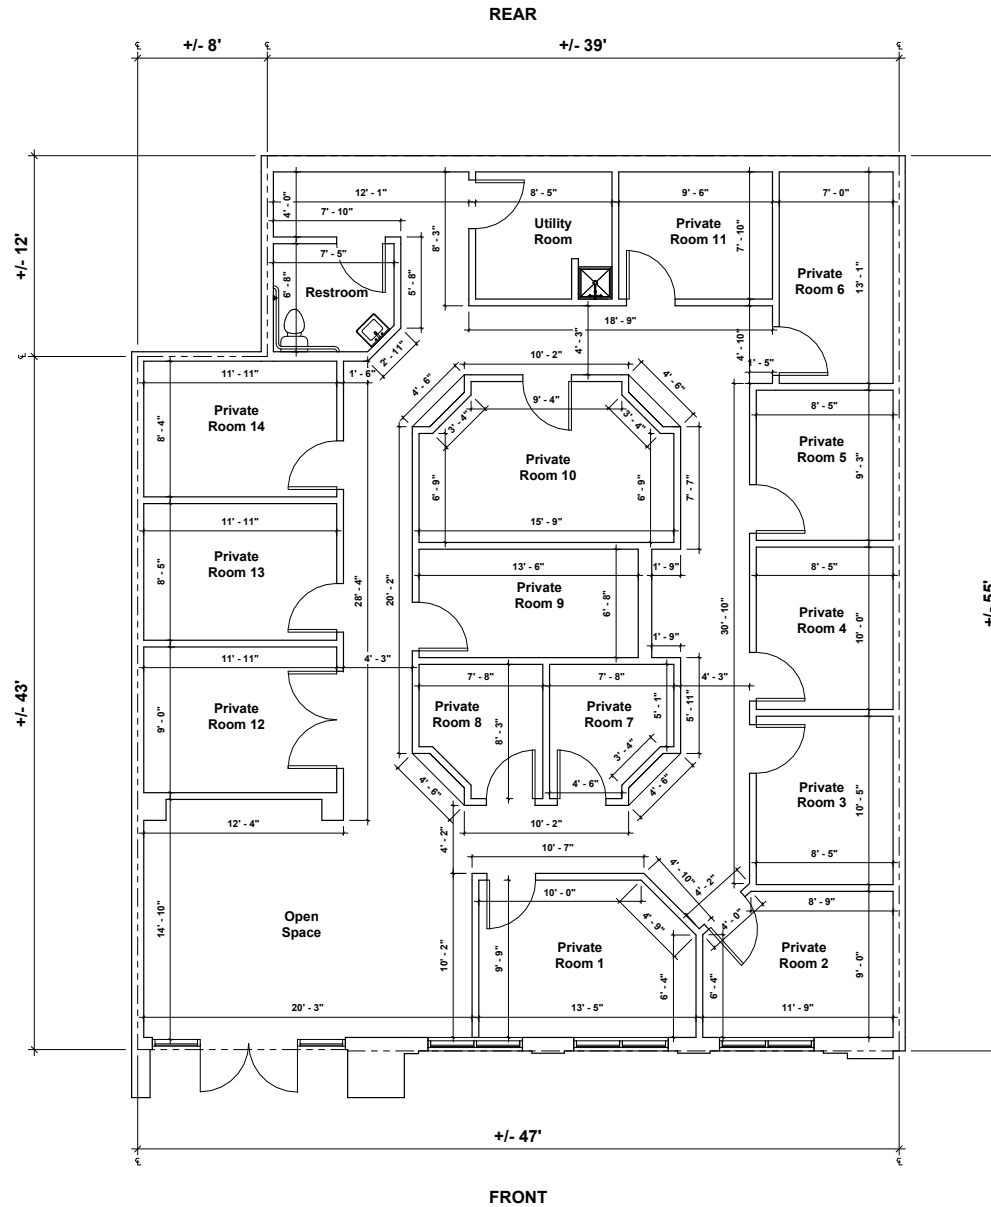 REAR
+/- 8'
+/- 39'
+/- 12'
+/- 43'
+/- 55'
12' - 1"
8' - 5"
9' - 6"
7' - 0"
4' - 0"
7' - 10"
8' - 3"
Utility
Room
Private
Room 11
7' - 10"
Private
Room 6
13' - 1"
7' - 5"
6' - 8"
Restroom
5' - 8"
2' - 11"
18' - 9"
4' - 3"
4' - 10"
1' - 5"
10' - 2"
11' - 11"
1' - 6"
4' - 6"
4' - 6"
9' - 4"
3' - 4"
3' - 4"
8' - 5"
Private
Room 14
8' - 4"
Private
Room 10
6' - 9"
6' - 9"
7' - 7"
Private
Room 5
9' - 3"
11' - 11"
15' - 9"
Private
Room 13
8' - 5"
28' - 4"
20' - 2"
13' - 6"
Private
Room 9
6' - 8"
1' - 9"
1' - 9"
30' - 10"
8' - 5"
Private
Room 4
10' - 0"
11' - 11"
4' - 3"
7' - 8"
7' - 8"
4' - 3"
Private
Room 12
9' - 0"
Private
Room 8
8' - 3"
Private
Room 7
5' - 1"
5' - 11"
3' - 4"
4' - 6"
4' - 6"
4' - 6"
Private
Room 3
10' - 5"
12' - 4"
10' - 2"
4' - 2"
10' - 7"
8' - 5"
4' - 10"
4' - 2"
10' - 0"
4' - 9"
4' - 0"
8' - 9"
14' - 10"
Open
Space
10' - 2"
9' - 9"
Private
Room 1
6' - 4"
6' - 4"
Private
Room 2
9' - 0"
20' - 3"
13' - 5"
11' - 9"
+/- 47'
FRONT